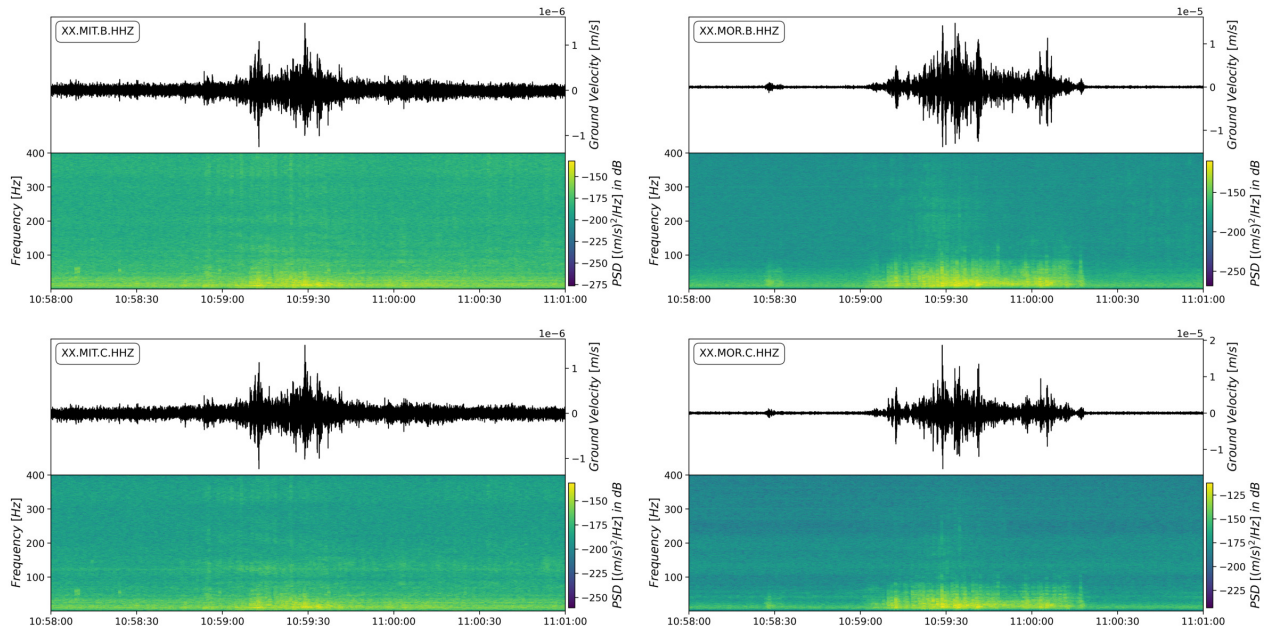 1e−6
XX.MIT.B.HHZ
1
0
−1
Ground Velocity [m/s]
400
300
200
100
Frequency [Hz]
−150
−175
−200
−225
−250
−275
PSD [(m/s)²/Hz] in dB
10:58:00 10:58:30 10:59:00 10:59:30 11:00:00 11:00:30 11:01:00
1e−5
XX.MOR.B.HHZ
1
0
−1
Ground Velocity [m/s]
400
300
200
100
Frequency [Hz]
−150
−200
−250
PSD [(m/s)²/Hz] in dB
10:58:00 10:58:30 10:59:00 10:59:30 11:00:00 11:00:30 11:01:00
1e−6
XX.MIT.C.HHZ
1
0
−1
Ground Velocity [m/s]
400
300
200
100
Frequency [Hz]
−150
−175
−200
−225
−250
PSD [(m/s)²/Hz] in dB
10:58:00 10:58:30 10:59:00 10:59:30 11:00:00 11:00:30 11:01:00
1e−5
XX.MOR.C.HHZ
2
1
0
−1
Ground Velocity [m/s]
400
300
200
100
Frequency [Hz]
−125
−150
−175
−200
−225
PSD [(m/s)²/Hz] in dB
10:58:00 10:58:30 10:59:00 10:59:30 11:00:00 11:00:30 11:01:00